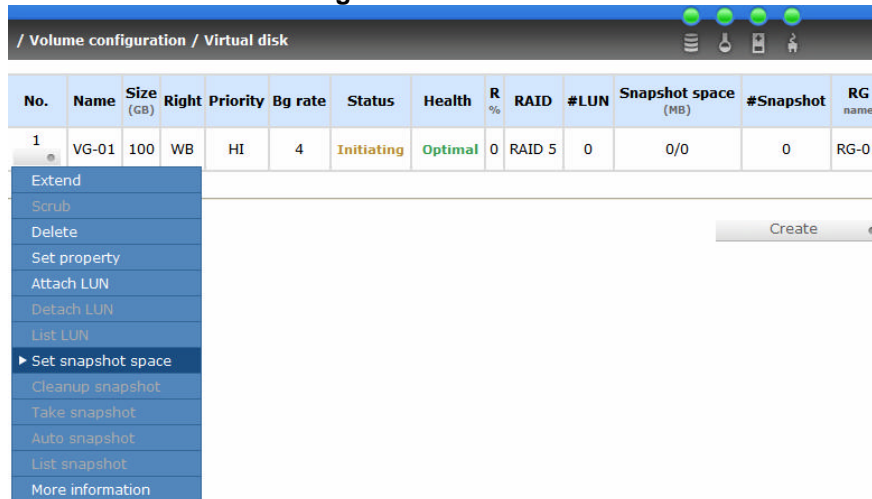 / Volume configuration / Virtual disk
No. Name Size (GB) Right Priority Bg rate Status Health R % RAID #LUN Snapshot space (MB) #Snapshot RG name
1 VG-01 100 WB HI 4 Initiating Optimal 0 RAID 5 0 0/0 0 RG-0
Extend
Scrub
Delete
Set property
Attach LUN
Detach LUN
List LUN
Set snapshot space
Cleanup snapshot
Take snapshot
Auto snapshot
List snapshot
More information
Create